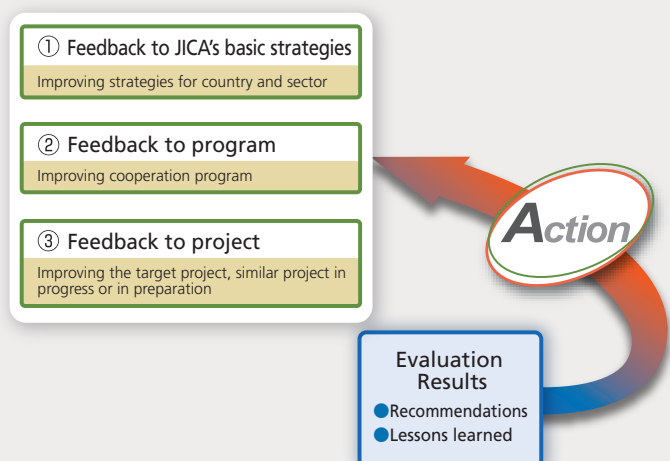 ① Feedback to JICA's basic strategies
Improving strategies for country and sector
② Feedback to program
Improving cooperation program
③ Feedback to project
Improving the target project, similar project in
progress or in preparation
Action
Evaluation
Results
●Recommendations
●Lessons learned